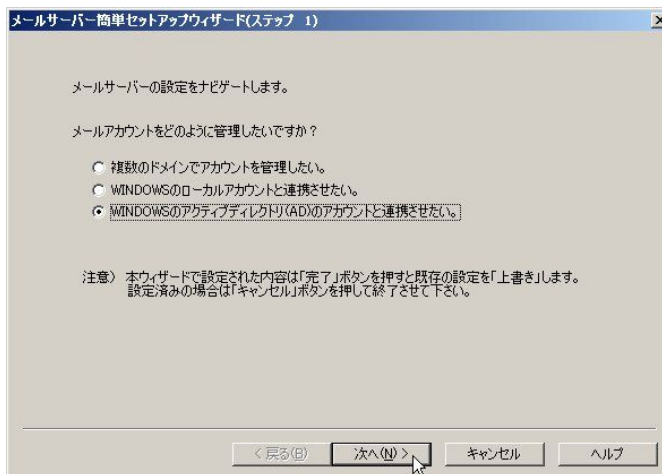 メールサーバー簡単セットアップウィザード(ステップ 1)
メールサーバーの設定をナビゲートします。
メールアカウントをどのように管理したいですか？
複数のドメインでアカウントを管理したい。
WINDOWSのローカルアカウントと連携させたい。
WINDOWSのアクティブディレクトリ(AD)のアカウントと連携させたい。
注意） 本ウィザードで設定された内容は「完了」ボタンを押すと既存の設定を「上書き」します。
設定済みの場合は「キャンセル」ボタンを押して終了させて下さい。
< 戻る(B) 次へ(N) > キャンセル ヘルプ